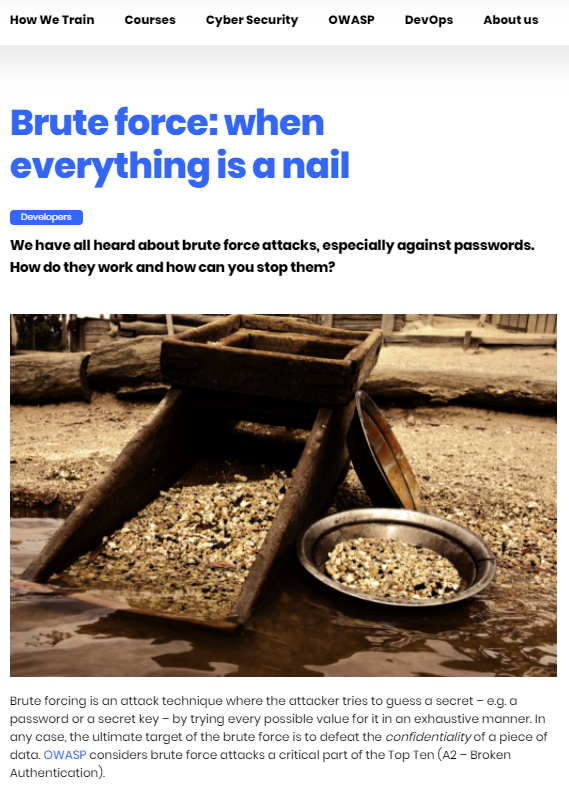 How We Train Courses Cyber Security OWASP DevOps About us
Brute force: when
everything is a nail
Developers
We have all heard about brute force attacks, especially against passwords.
How do they work and how can you stop them?
Brute forcing is an attack technique where the attacker tries to guess a secret – e.g. a
password or a secret key – by trying every possible value for it in an exhaustive manner. In
any case, the ultimate target of the brute force is to defeat the confidentiality of a piece of
data. OWASP considers brute force attacks a critical part of the Top Ten (A2 – Broken
Authentication).